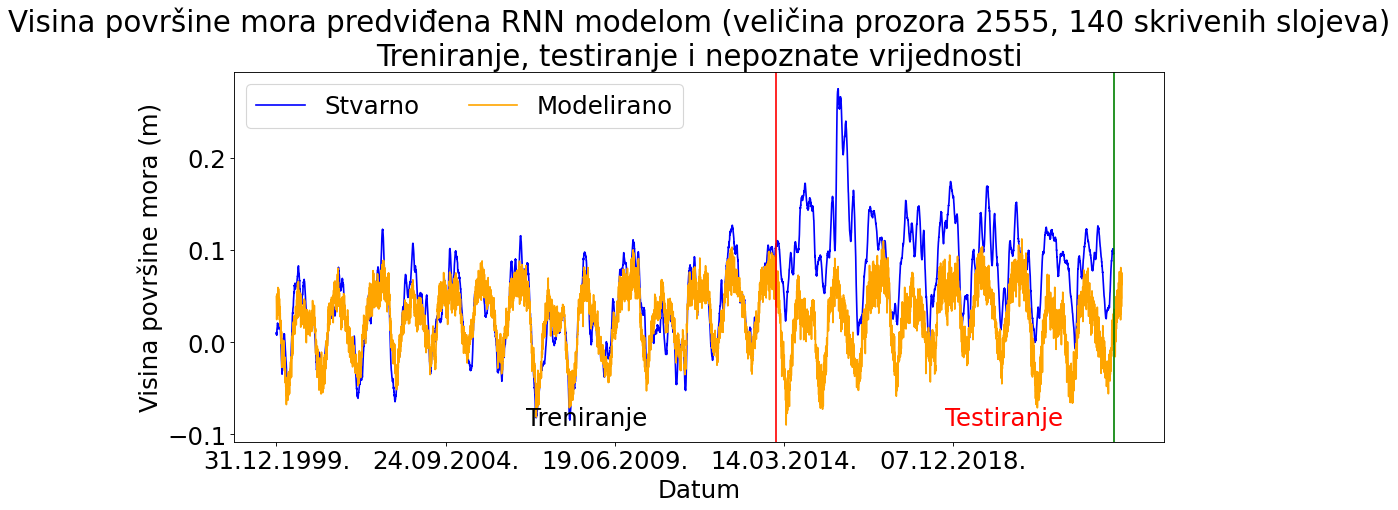 Visina površine mora predviđena RNN modelom (veličina prozora 2555, 140 skrivenih slojeva)
Treniranje, testiranje i nepoznate vrijednosti
Stvarno
Modelirano
Visina površine mora (m)
0.2
0.1
0.0
−0.1
Treniranje
Testiranje
31.12.1999.
24.09.2004.
19.06.2009.
14.03.2014.
07.12.2018.
Datum